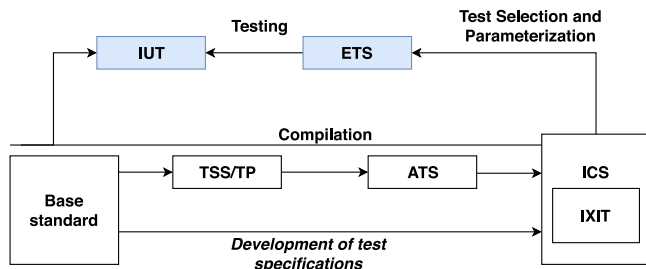 Testing
Test Selection and
Parameterization
IUT
ETS
Compilation
Base
standard
TSS/TP
ATS
ICS
IXIT
Development of test
specifications